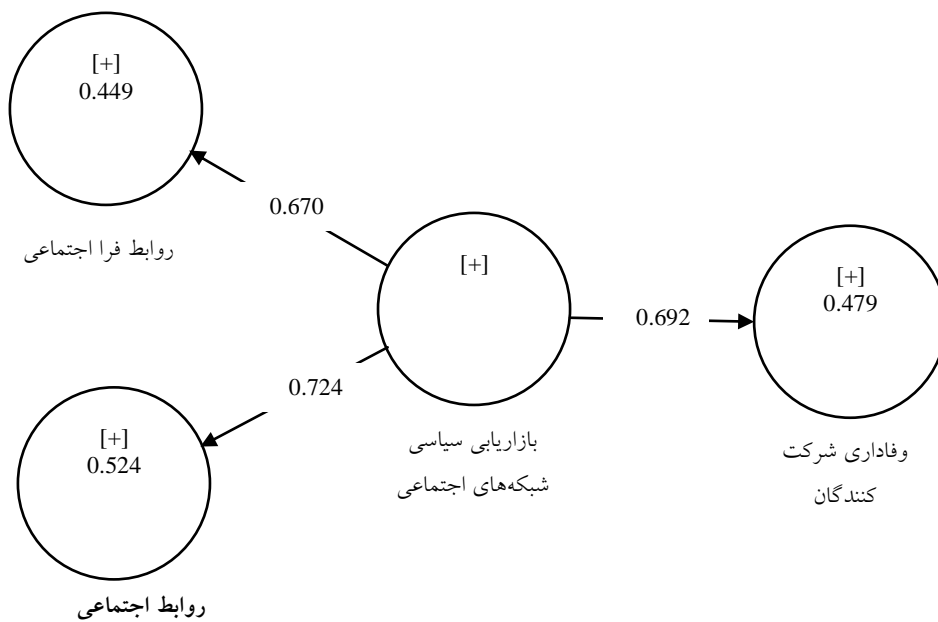 [+]
0.449
روابط فرا اجتماعی
0.670
[+]
بازاریابی سیاسی
شبکه‌های اجتماعی
0.692
[+]
0.479
وفاداری شرکت
کنندگان
0.724
[+]
0.524
روابط اجتماعی